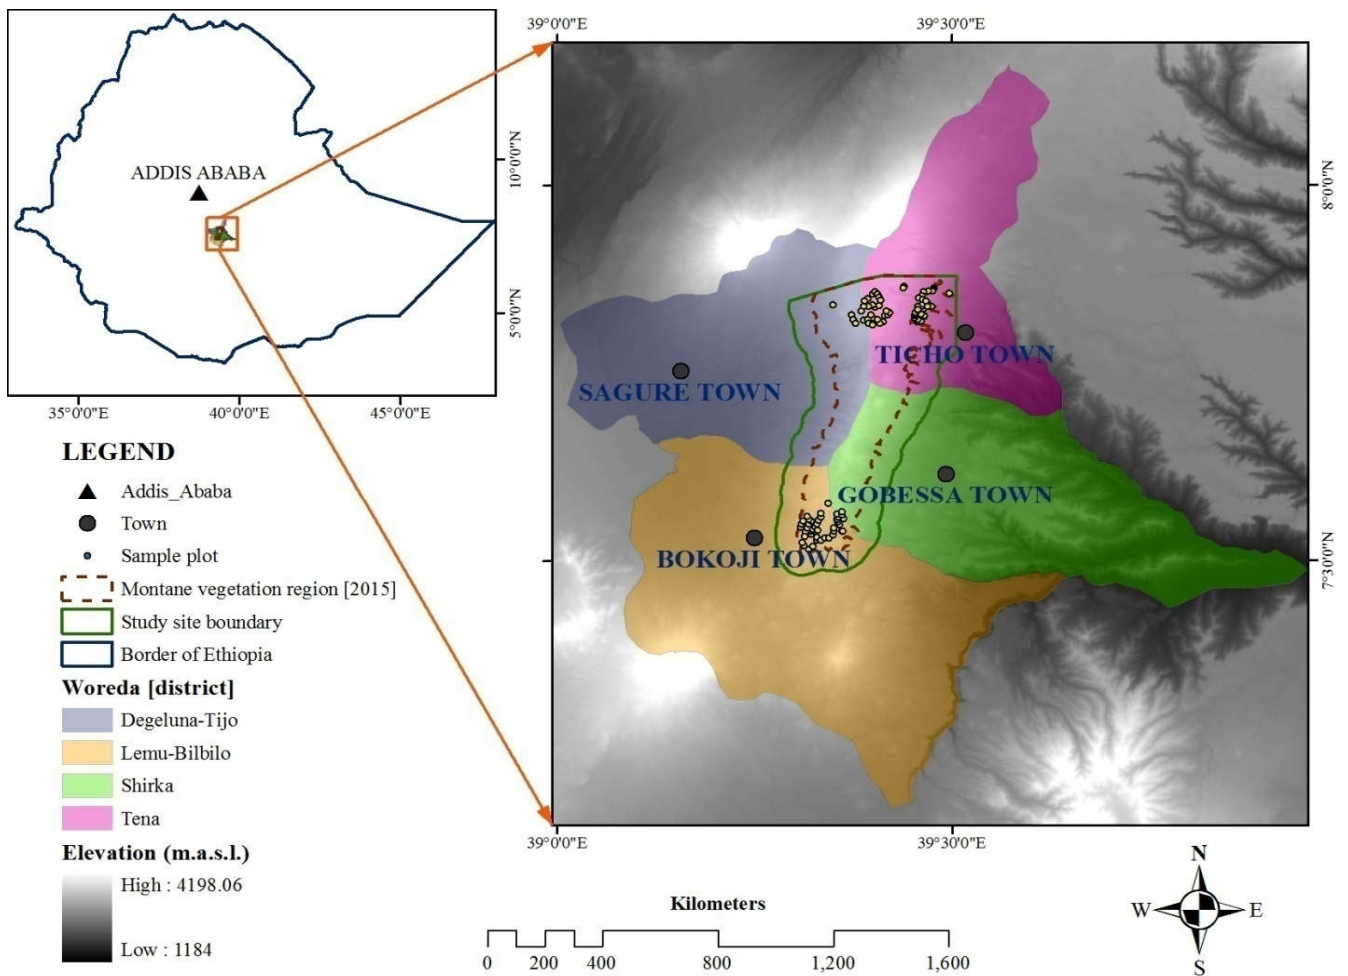 39°0'0"E
39°30'0"E
ADDIS ABABA
10°0'0"N
5°0'0"N
35°0'0"E
40°0'0"E
45°0'0"E
8°0'0"N
7°30'0"N
TICHO TOWN
SAGURE TOWN
GOBESSA TOWN
BOKOJI TOWN
39°0'0"E
39°30'0"E
LEGEND
Addis_Ababa
Town
Sample plot
Montane vegetation region [2015]
Study site boundary
Border of Ethiopia
Woreda [district]
Degeluna-Tijo
Lemu-Bilbilo
Shirka
Tena
Elevation (m.a.s.l.)
High : 4198.06
Low : 1184
Kilometers
0 200 400 800 1,200 1,600
N
W E
S